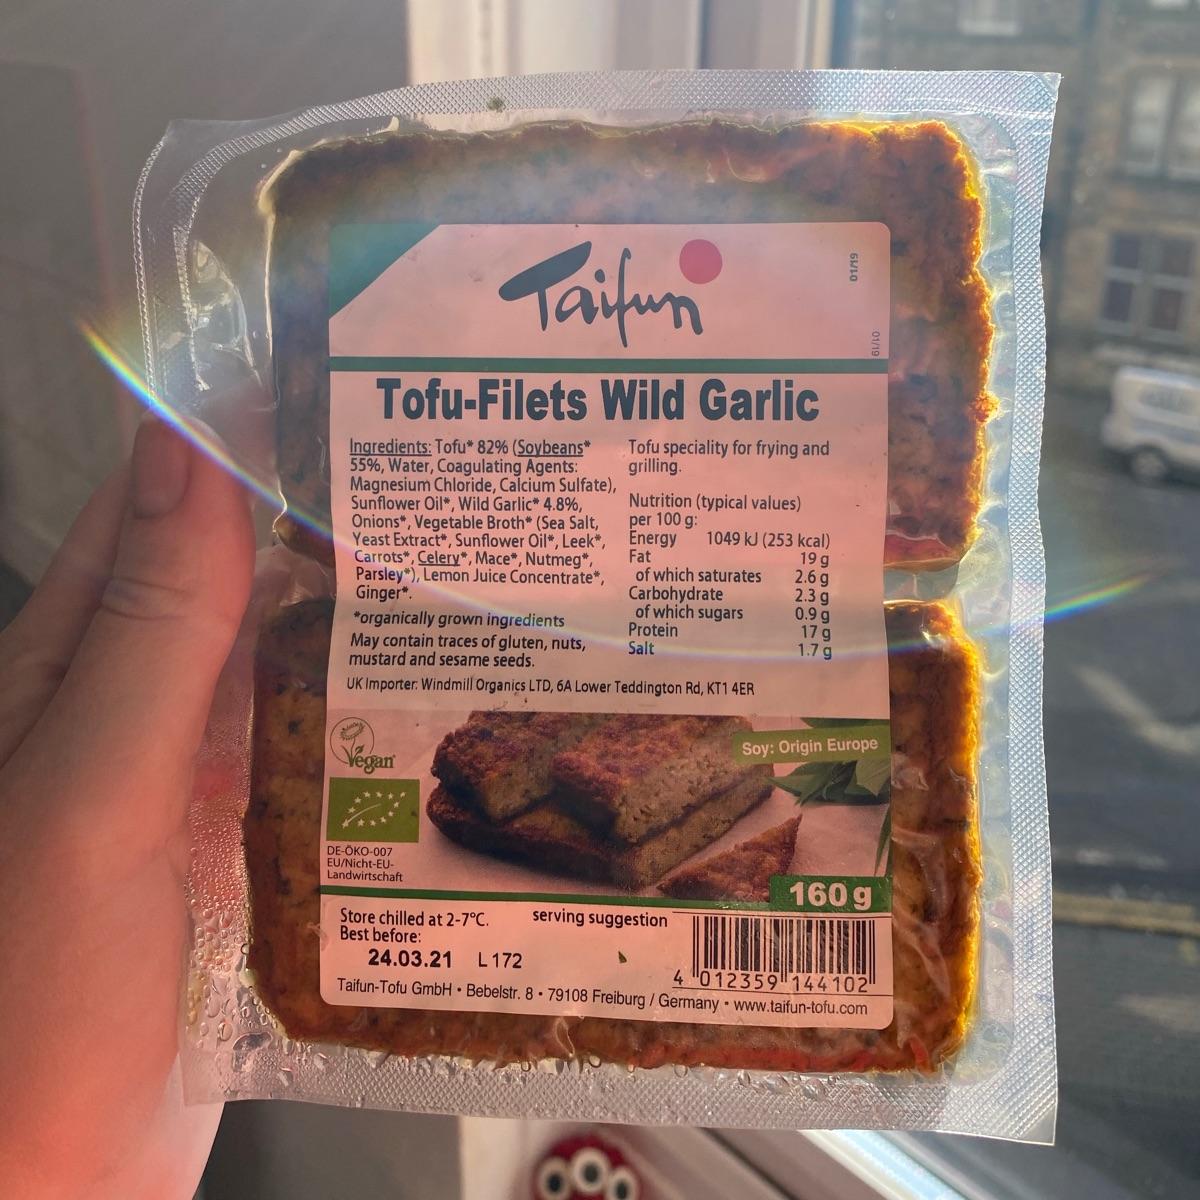 Taifun
01/19
01/19
Tofu-Filets Wild Garlic
Ingredients: Tofu* 82% (Soybeans*
55%, Water, Coagulating Agents:
Magnesium Chloride, Calcium Sulfate),
Sunflower Oil*, Wild Garlic* 4.8%,
Onions*, Vegetable Broth* (Sea Salt,
Yeast Extract*, Sunflower Oil*, Leek*,
Carrots*, Celery*, Mace*, Nutmeg*,
Parsley*), Lemon Juice Concentrate*,
Ginger*.
*organically grown ingredients
May contain traces of gluten, nuts,
mustard and sesame seeds.
Tofu speciality for frying and
grilling.
Nutrition (typical values)
per 100 g:
Energy 1049 kJ (253 kcal)
Fat 19 g
of which saturates 2.6 g
Carbohydrate 2.3 g
of which sugars 0.9 g
Protein 17 g
Salt 1.7 g
UK Importer: Windmill Organics LTD, 6A Lower Teddington Rd, KT1 4ER
Vegan
Soy: Origin Europe
DE-ÖKO-007
EU/Nicht-EU-
Landwirtschaft
160 g
Store chilled at 2-7°C.
Best before:
24.03.21 L 172
serving suggestion
4 012359 144102
Taifun-Tofu GmbH • Bebelstr. 8 • 79108 Freiburg / Germany • www.taifun-tofu.com